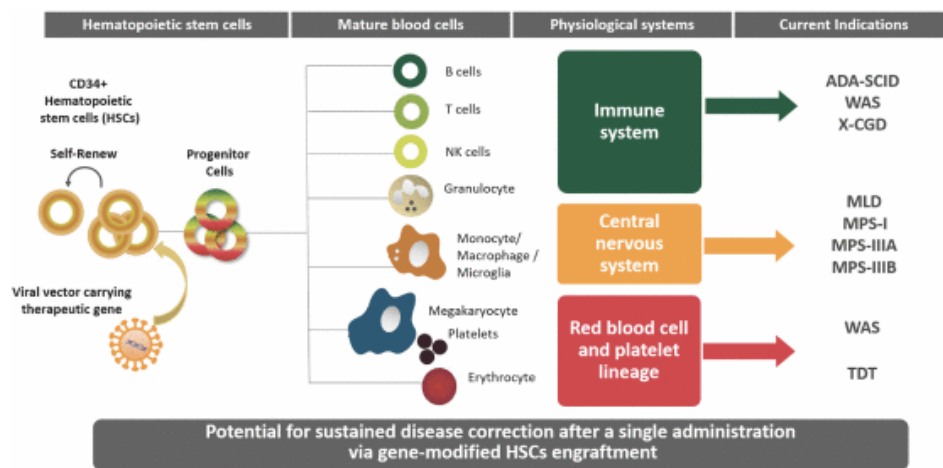 Hematopoietic stem cells
Mature blood cells
Physiological systems
Current Indications
CD34+
Hematopoietic
stem cells (HSCs)
Self-Renew
Progenitor
Cells
Viral vector carrying
therapeutic gene
B cells
T cells
NK cells
Granulocyte
Monocyte/
Macrophage /
Microglia
Megakaryocyte
Platelets
Erythrocyte
Immune
system
Central
nervous
system
Red blood cell
and platelet
lineage
ADA-SCID
WAS
X-CGD
MLD
MPS-I
MPS-IIIA
MPS-IIIB
WAS
TDT
Potential for sustained disease correction after a single administration
via gene-modified HSCs engraftment